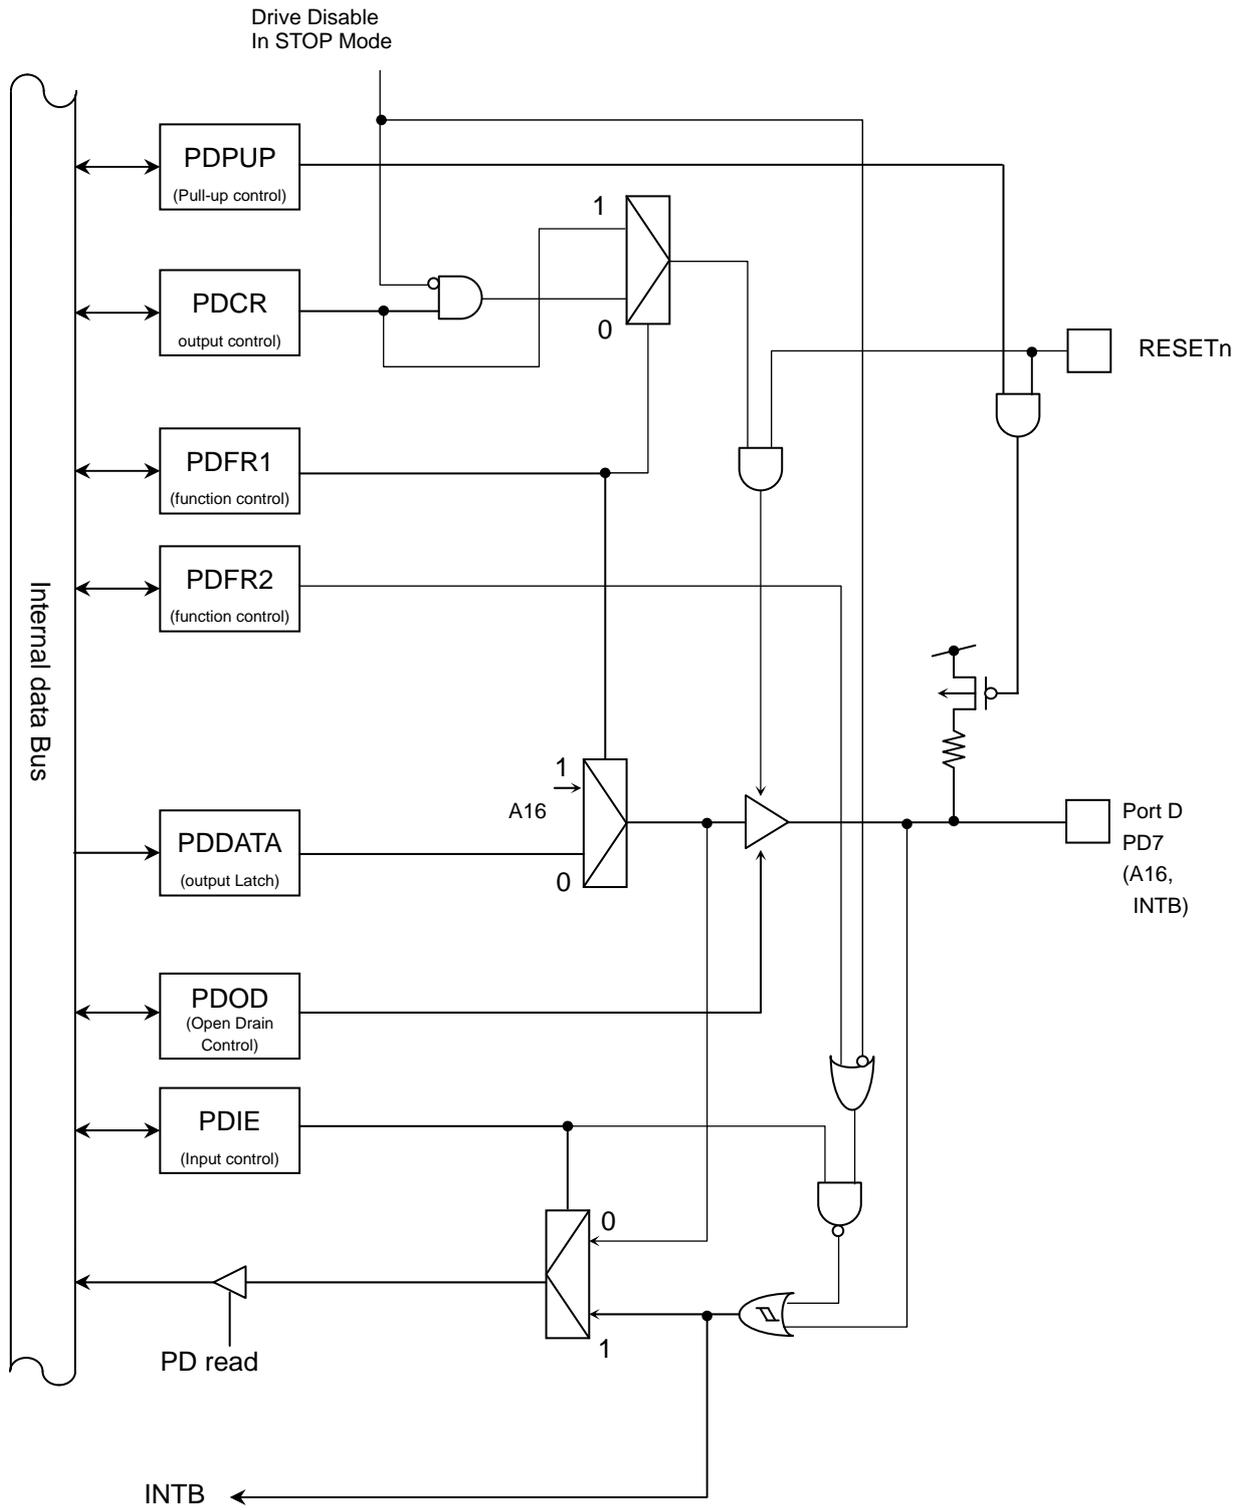 Drive Disable
In STOP Mode
PDPUP
(Pull-up control)
1
PDCR
output control)
0
RESETn
PDFR1
(function control)
PDFR2
(function control)
Internal data Bus
1
A16
PDDATA
(output Latch)
0
Port D
PD7
(A16,
INTB)
PDOD
(Open Drain
Control)
PDIE
(Input control)
0
1
PD read
INTB